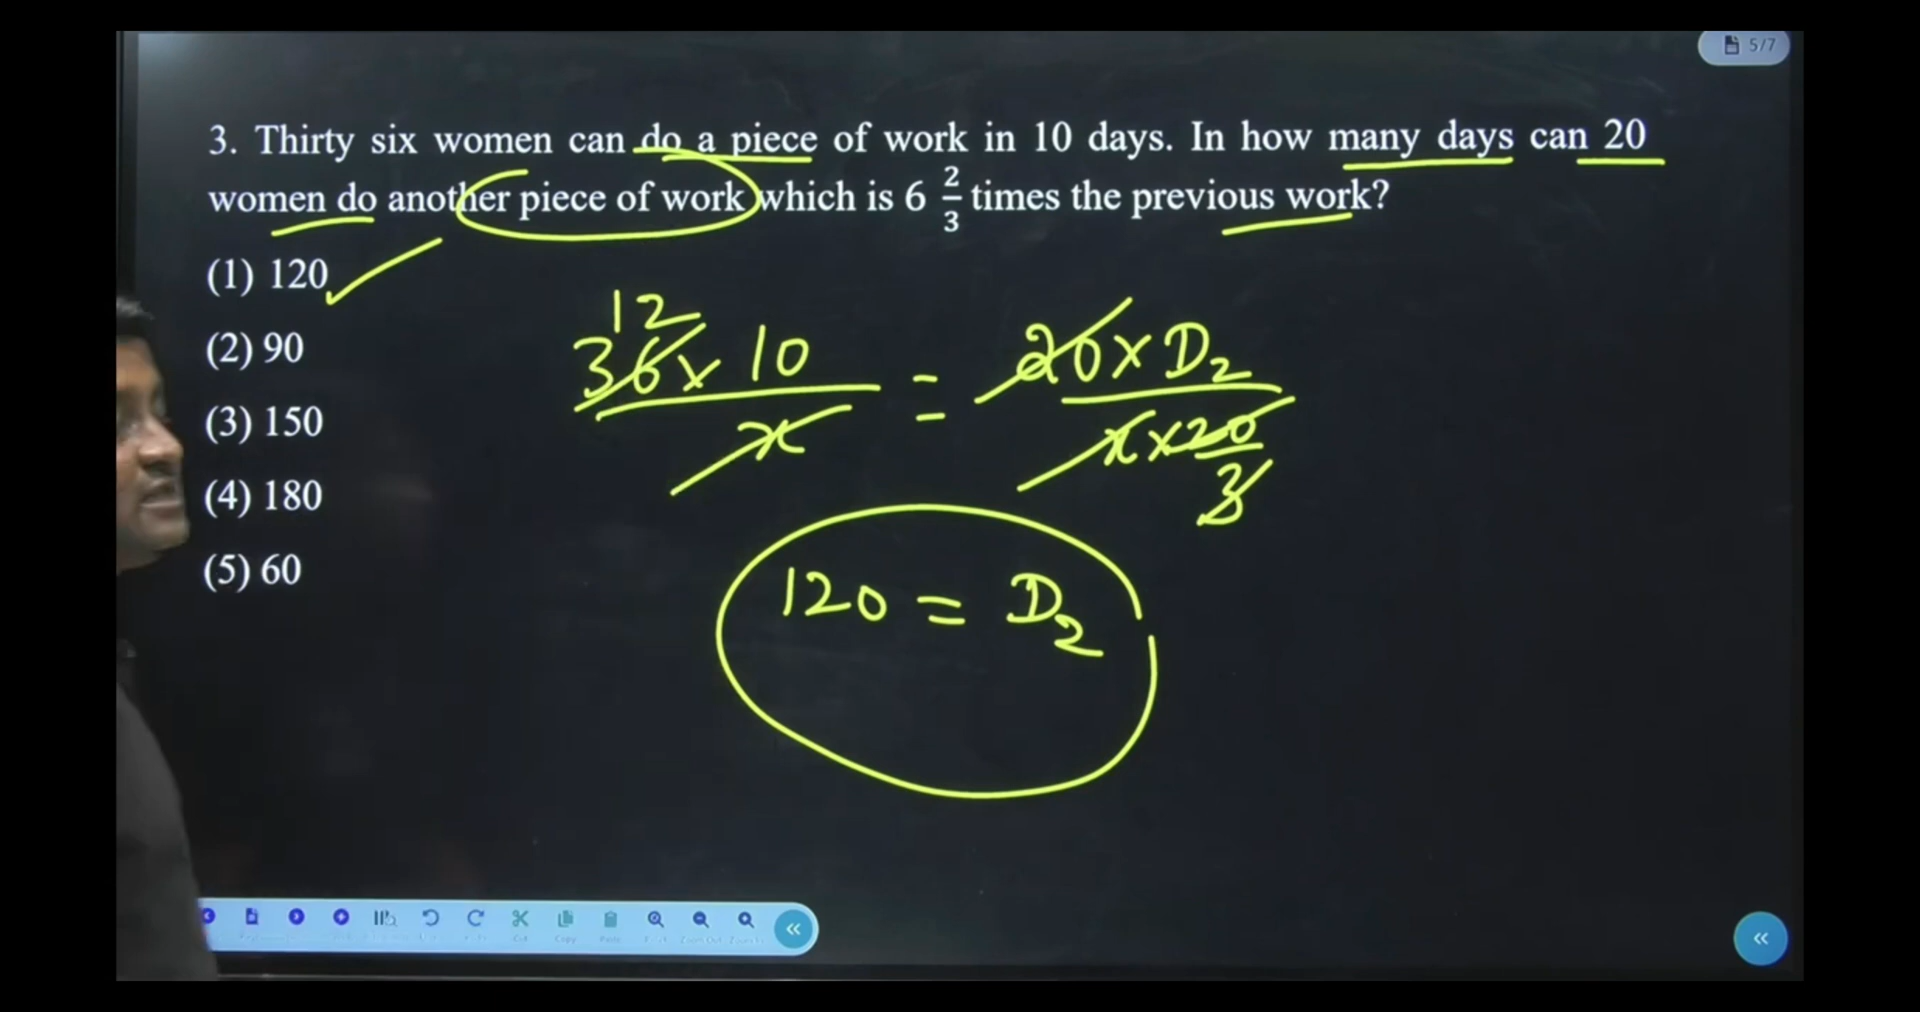 5/7
3. Thirty six women can do a piece of work in 10 days. In how many days can 20
women do another piece of work which is 6 2/3 times the previous work?
(1) 120
(2) 90
(3) 150
(4) 180
(5) 60
12
36 x 10 = 20 x D₂
x x x 20
3
120 = D₂
Copy